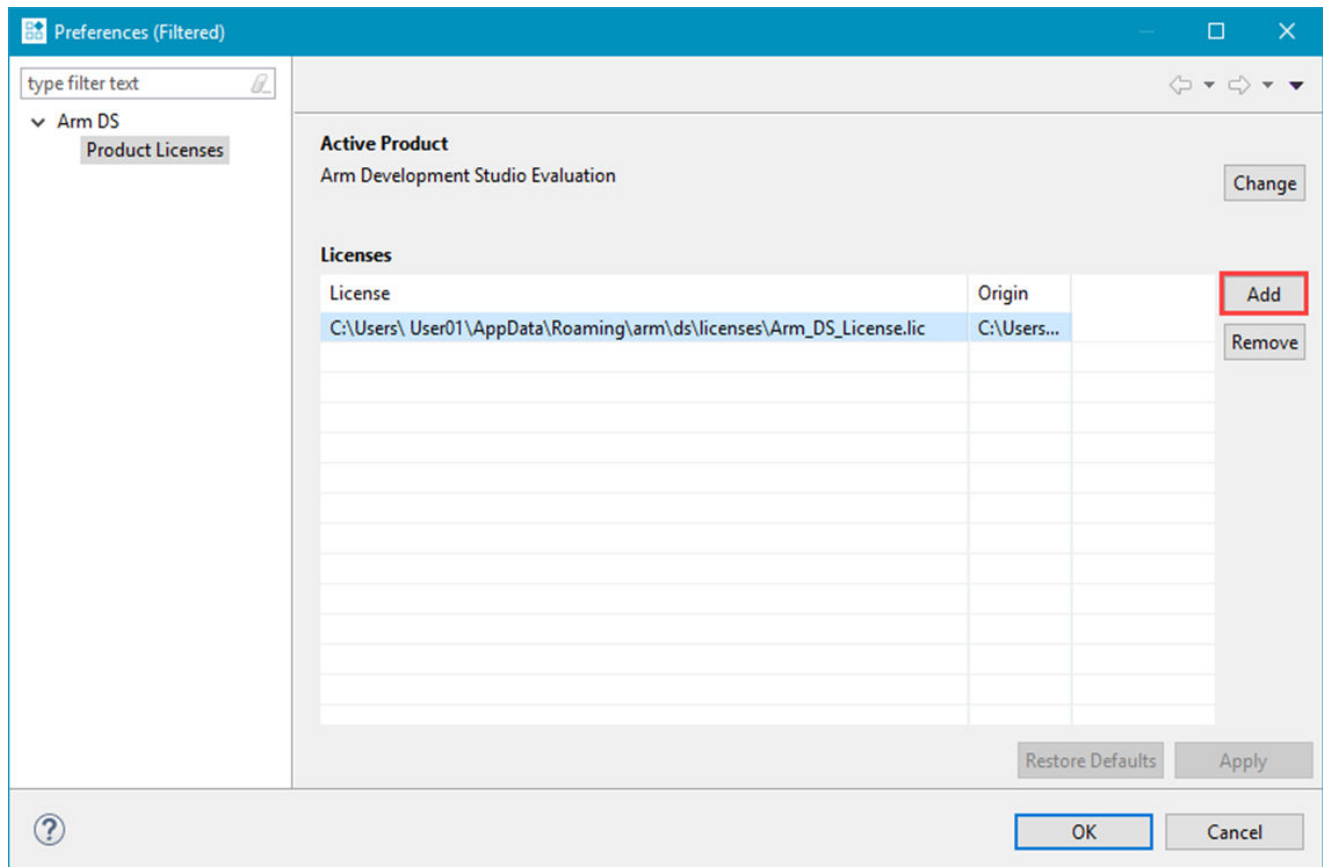 Preferences (Filtered)
type filter text
Arm DS
Product Licenses
Active Product
Arm Development Studio Evaluation
Change
Licenses
License Origin
Add
C:\Users\ User01\AppData\Roaming\arm\ds\licenses\Arm_DS_License.lic C:\Users...
Remove
Restore Defaults Apply
? OK Cancel